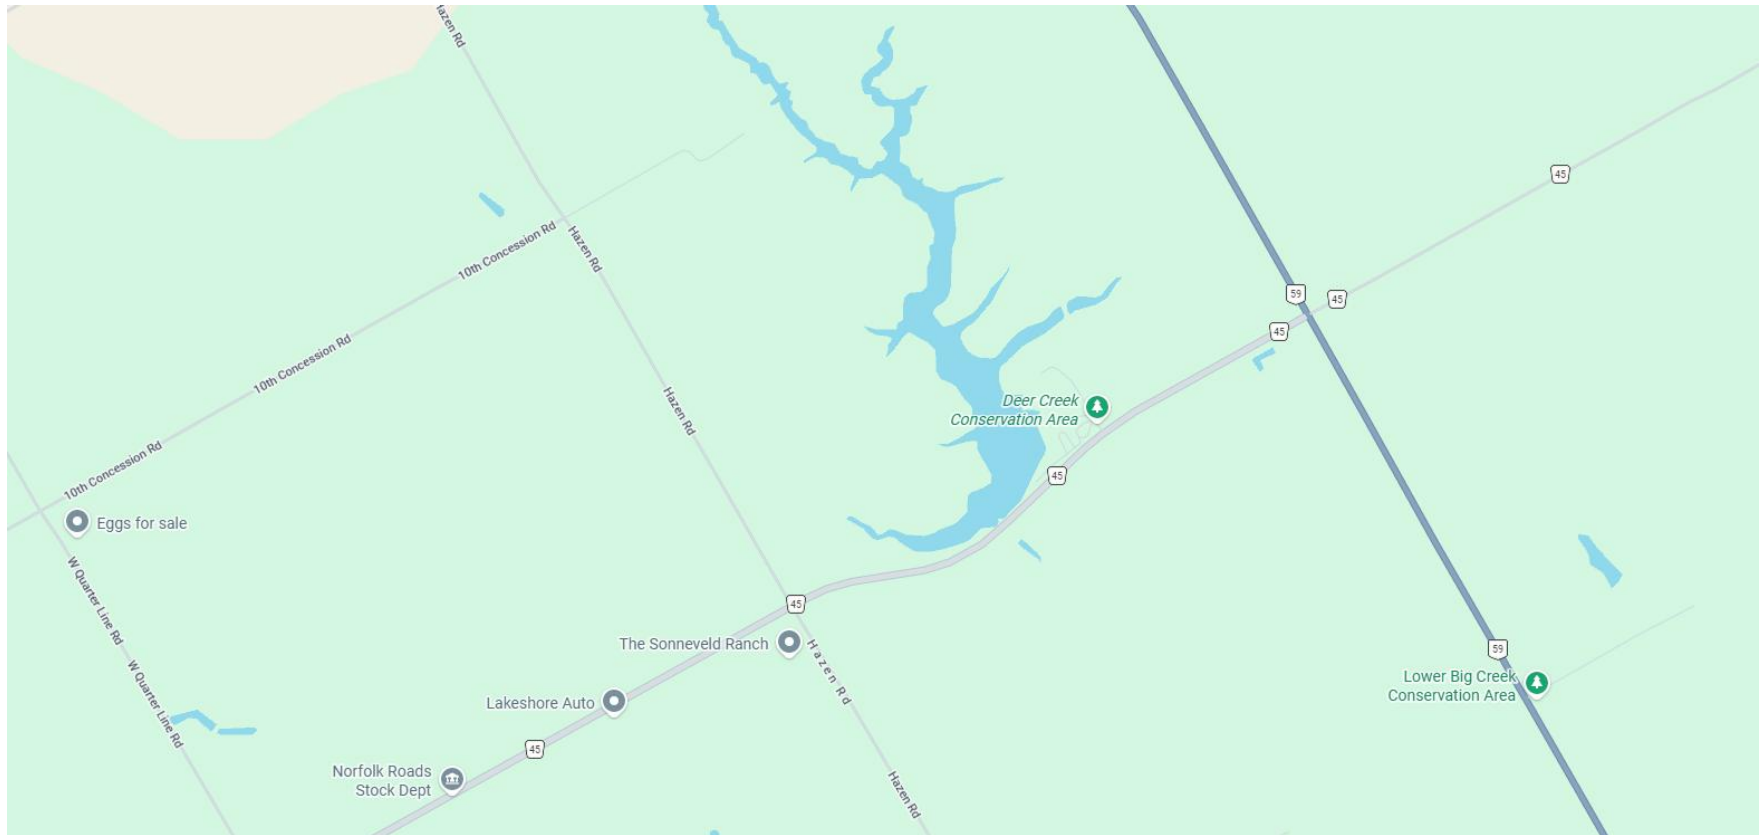 Hazen Rd
45
10th Concession Rd
Hazen Rd
59
45
45
10th Concession Rd
Hazen Rd
Deer Creek
Conservation Area
10th Concession Rd
45
Eggs for sale
W Quarter Line Rd
45
The Sonneveld Ranch
Hazen Rd
59
W Quarter Line Rd
Lower Big Creek
Conservation Area
Lakeshore Auto
45
Norfolk Roads
Stock Dept
Hazen Rd